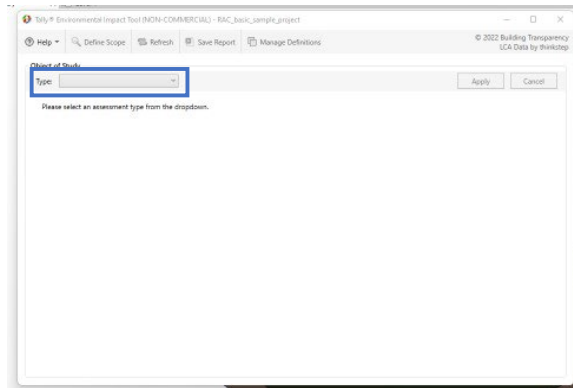 Tally® Environmental Impact Tool (NON-COMMERCIAL) - RAC_basic_sample_project
Help Define Scope Refresh Save Report Manage Definitions
© 2022 Building Transparency
LCA Data by thinkstep
Object of Study
Type: Apply Cancel
Please select an assessment type from the dropdown.